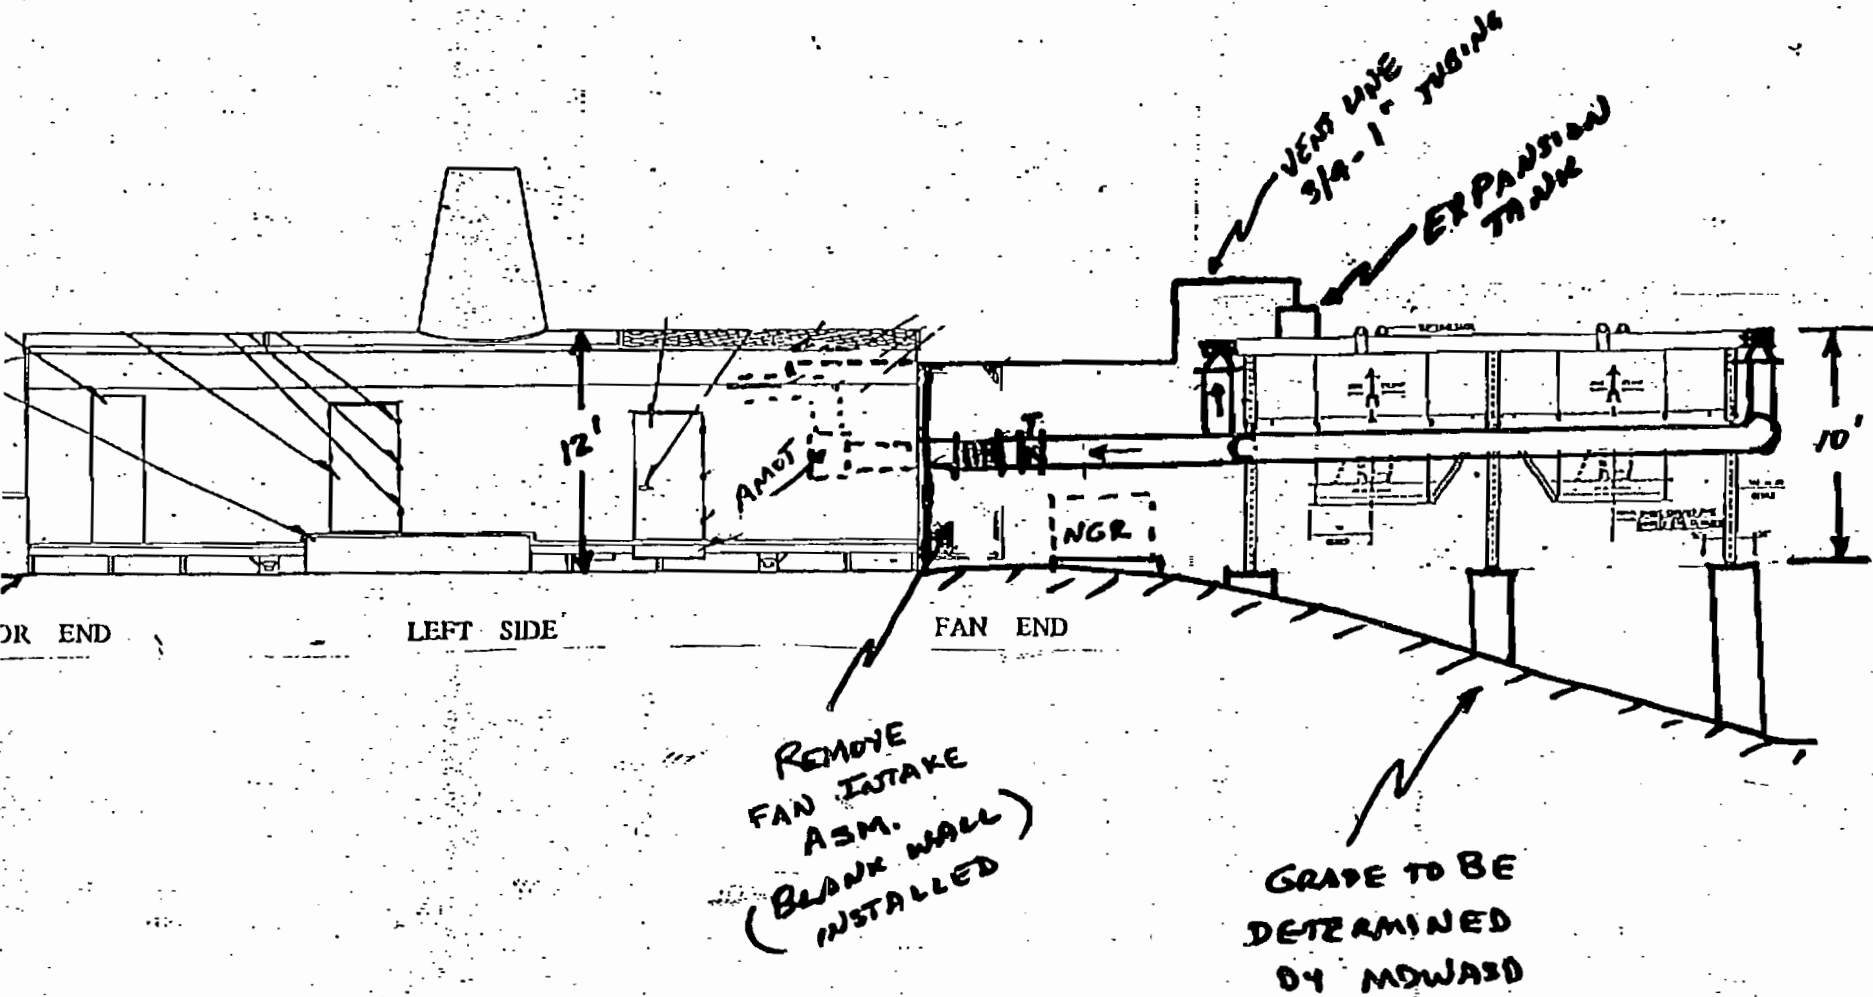 VENT LINE
3/4 - 1" TUBING
EXPANSION
TANK
12'
AMOT
T
NGR
10'
OR END
LEFT SIDE
FAN END
REMOVE
FAN INTAKE
ASM.
(BLANK WALL)
INSTALLED
GRADE TO BE
DETERMINED
BY MDWASD